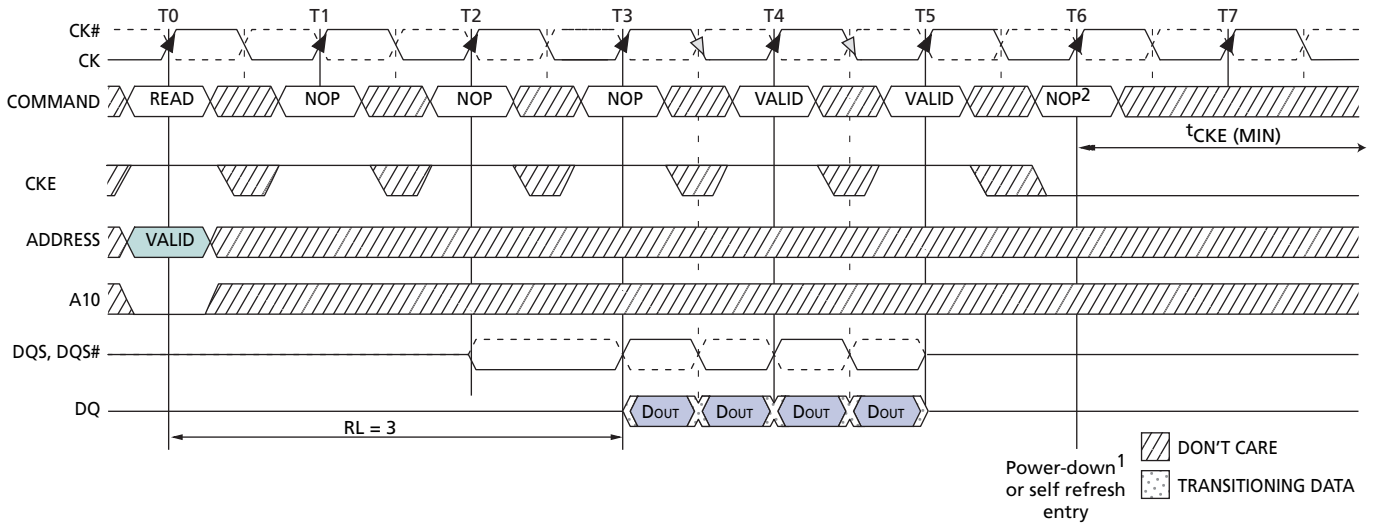 T0 T1 T2 T3 T4 T5 T6 T7
CK#
CK
COMMAND READ NOP NOP NOP VALID VALID NOP2
tCKE (MIN)
CKE
ADDRESS VALID
A10
DQS, DQS#
DQ DOUT DOUT DOUT DOUT
RL = 3
Power-down1
or self refresh
entry
DON'T CARE
TRANSITIONING DATA